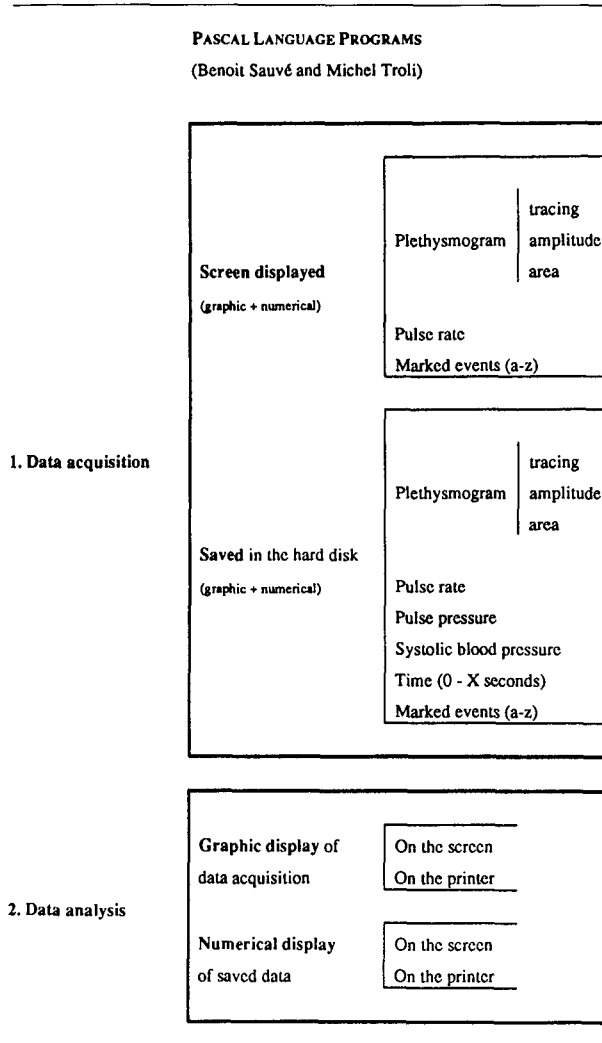 PASCAL LANGUAGE PROGRAMS
(Benoit Sauvé and Michel Troli)
Screen displayed
(graphic + numerical)
Plethysmogram
tracing
amplitude
area
Pulse rate
Marked events (a-z)
1. Data acquisition
Saved in the hard disk
(graphic + numerical)
Plethysmogram
tracing
amplitude
area
Pulse rate
Pulse pressure
Systolic blood pressure
Time (0 - X seconds)
Marked events (a-z)
2. Data analysis
Graphic display of
data acquisition
On the screen
On the printer
Numerical display
of saved data
On the screen
On the printer